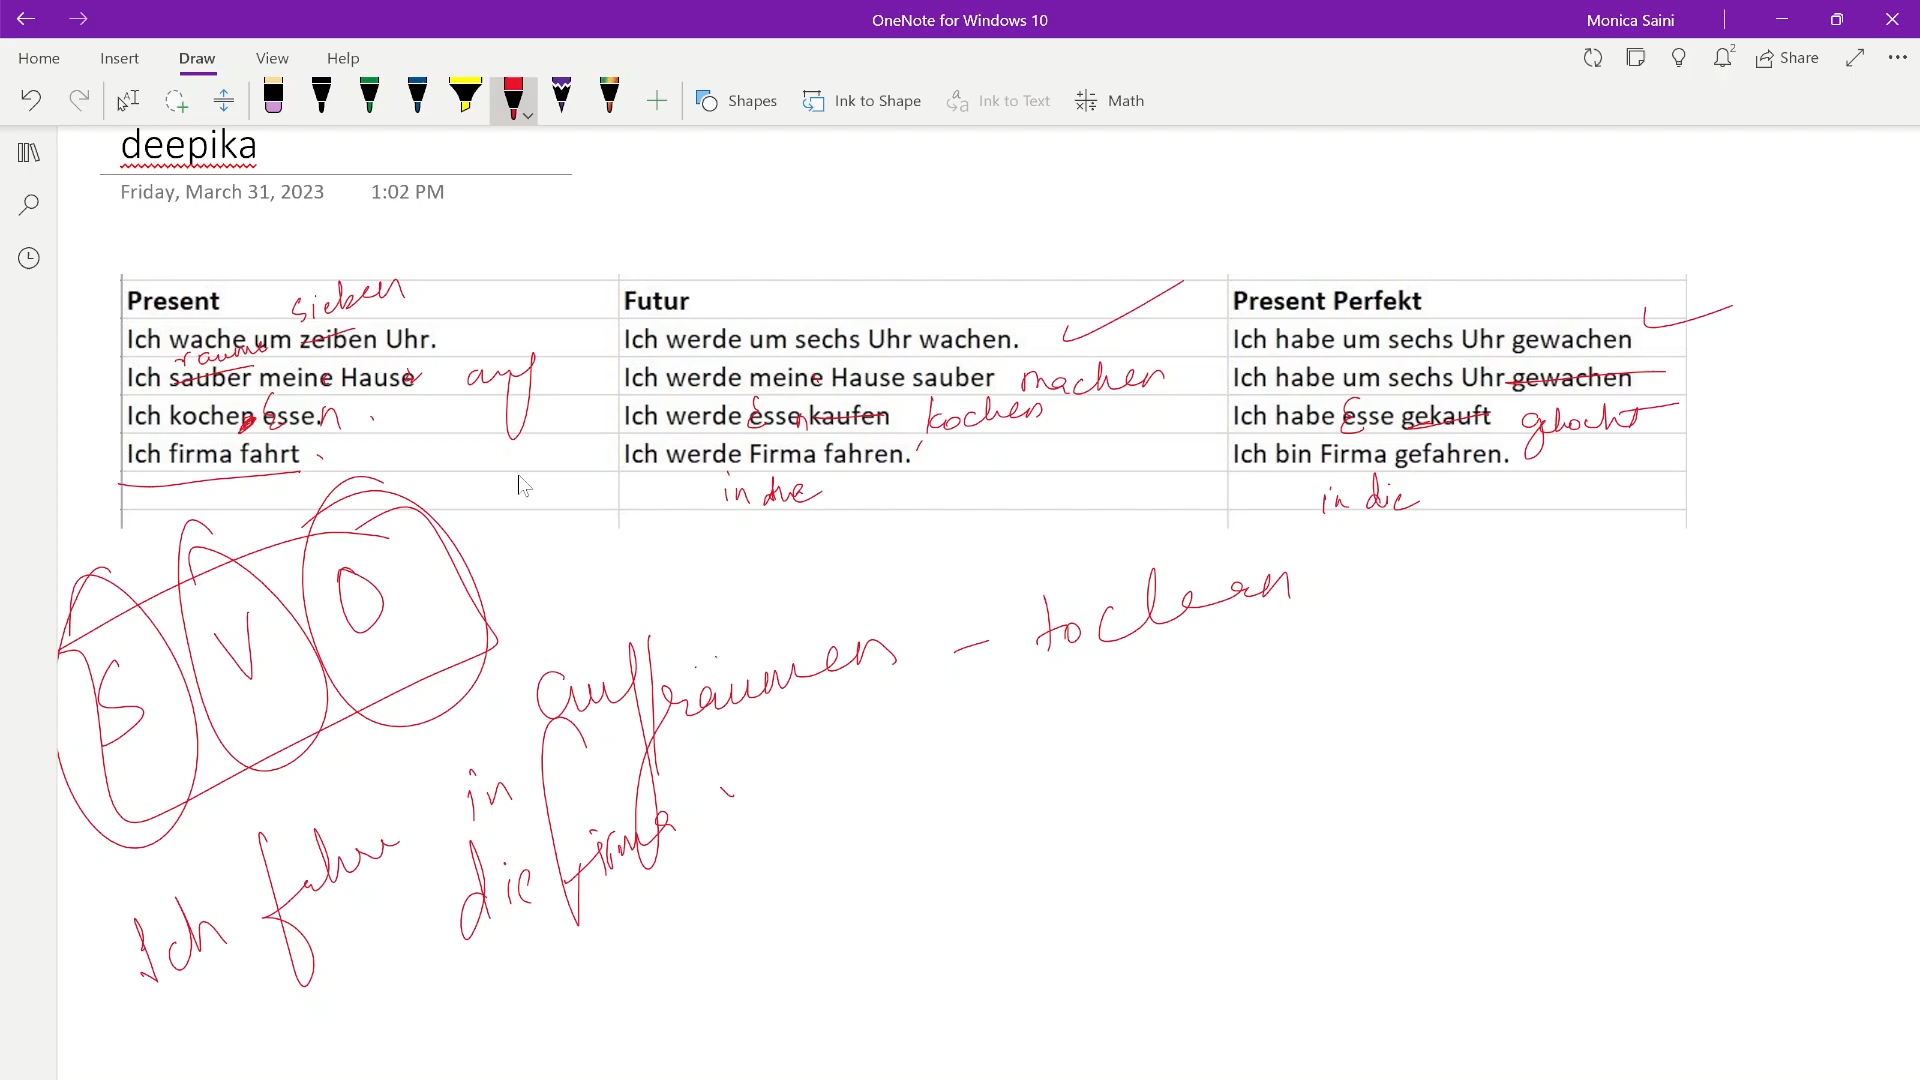 OneNote for Windows 10
Monica Saini
Home Insert Draw View Help
2 Share
Shapes Ink to Shape Ink to Text Math
deepika
Friday, March 31, 2023 1:02 PM
Present Futur Present Perfekt
sieben
Ich wache um zeiben Uhr. Ich werde um sechs Uhr wachen. Ich habe um sechs Uhr gewachen
räume
Ich sauber meine Hause auf Ich werde meine Hause sauber machen Ich habe um sechs Uhr gewachen
Ich kochen esse. E n. Ich werde esse kaufen E n kochen Ich habe esse gekauft E gekocht
Ich firma fahrt. Ich werde Firma fahren. Ich bin Firma gefahren.
in die in die
S V O
aufräumen - to clean
Ich fahre in
die firma.